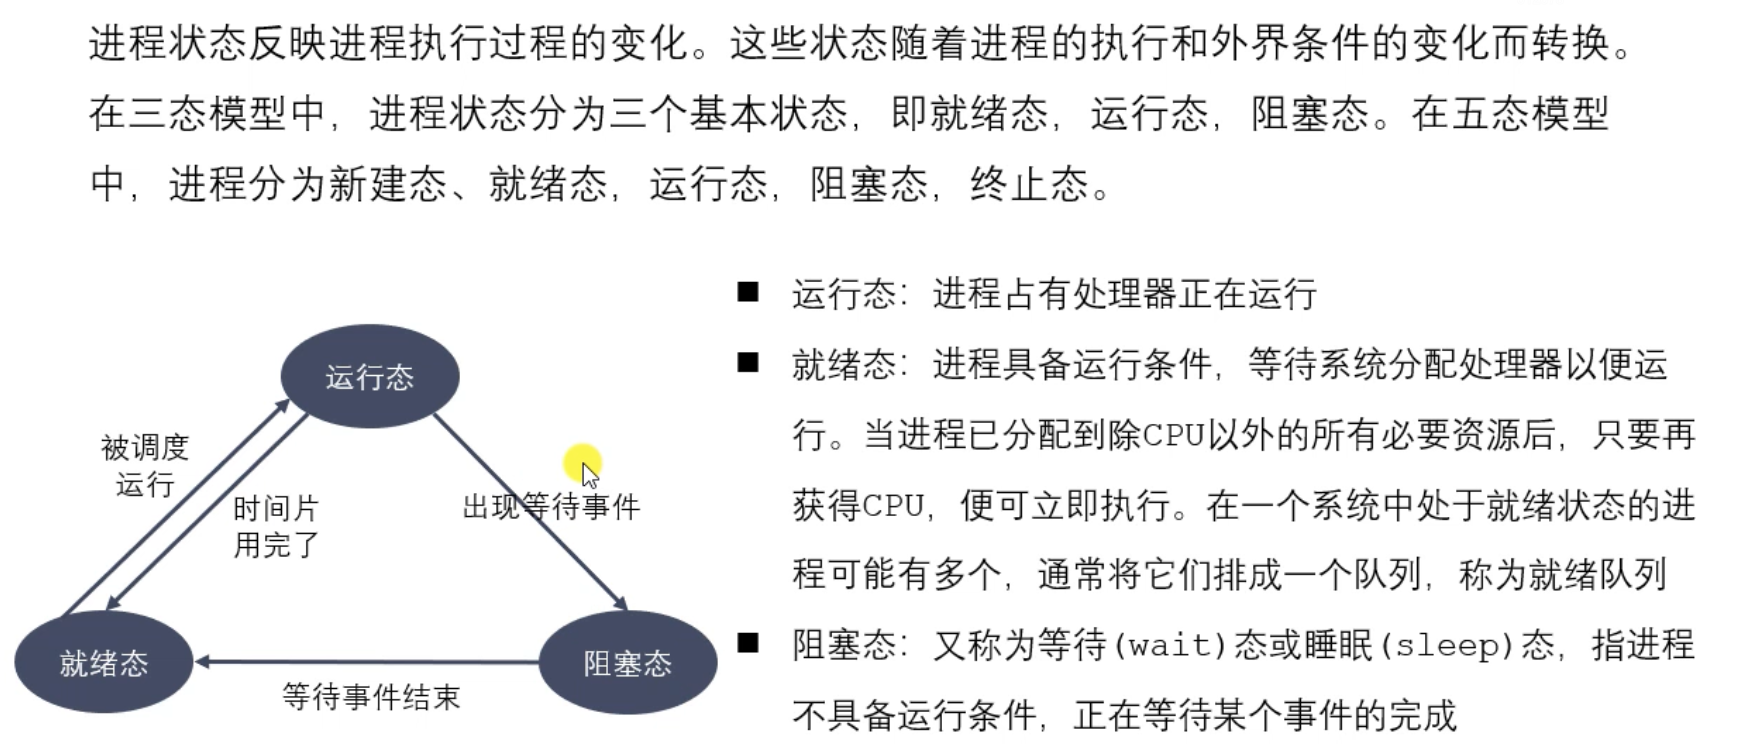 进程状态反映进程执行过程的变化。这些状态随着进程的执行和外界条件的变化而转换。
在三态模型中，进程状态分为三个基本状态，即就绪态，运行态，阻塞态。在五态模型
中，进程分为新建态、就绪态，运行态，阻塞态，终止态。
运行态
被调度
运行
时间片
用完了
出现等待事件
就绪态
阻塞态
等待事件结束
■ 运行态：进程占有处理器正在运行
■ 就绪态：进程具备运行条件，等待系统分配处理器以便运
行。当进程已分配到除CPU以外的所有必要资源后，只要再
获得CPU，便可立即执行。在一个系统中处于就绪状态的进
程可能有多个，通常将它们排成一个队列，称为就绪队列
■ 阻塞态：又称为等待(wait)态或睡眠(sleep)态，指进程
不具备运行条件，正在等待某个事件的完成